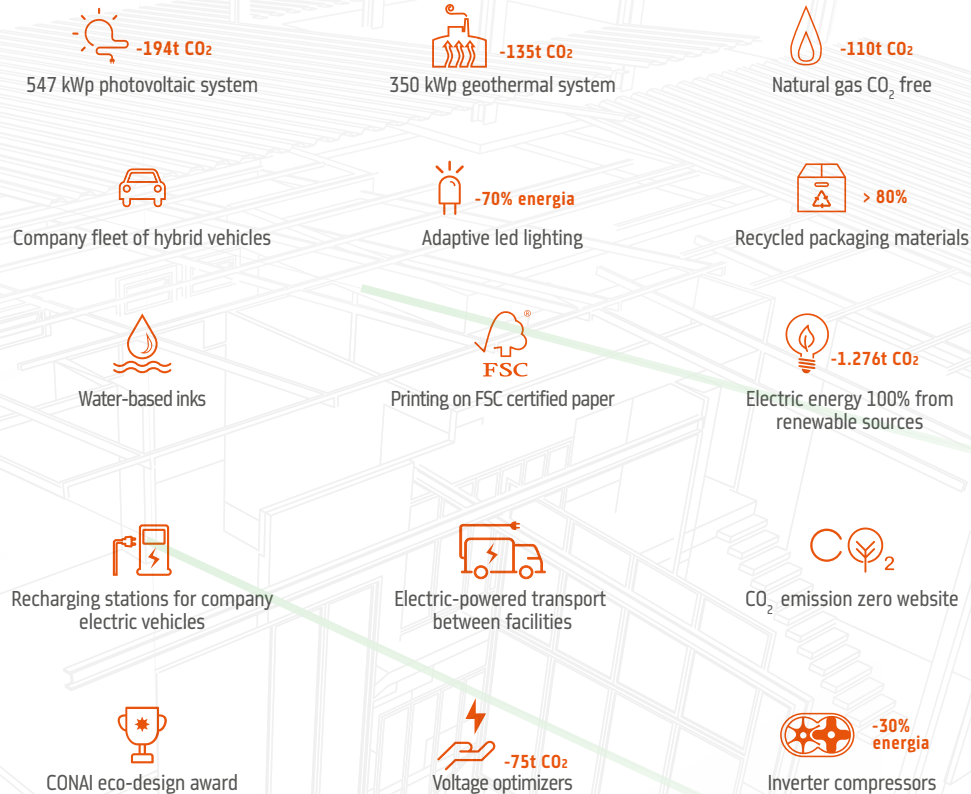 -194t CO₂
547 kWp photovoltaic system
-135t CO₂
350 kWp geothermal system
-110t CO₂
Natural gas CO₂ free
Company fleet of hybrid vehicles
-70% energia
Adaptive led lighting
> 80%
Recycled packaging materials
Water-based inks
®
FSC
Printing on FSC certified paper
-1.276t CO₂
Electric energy 100% from
renewable sources
Recharging stations for company
electric vehicles
Electric-powered transport
between facilities
CO₂
CO₂ emission zero website
CONAI eco-design award
-75t CO₂
Voltage optimizers
-30%
energia
Inverter compressors